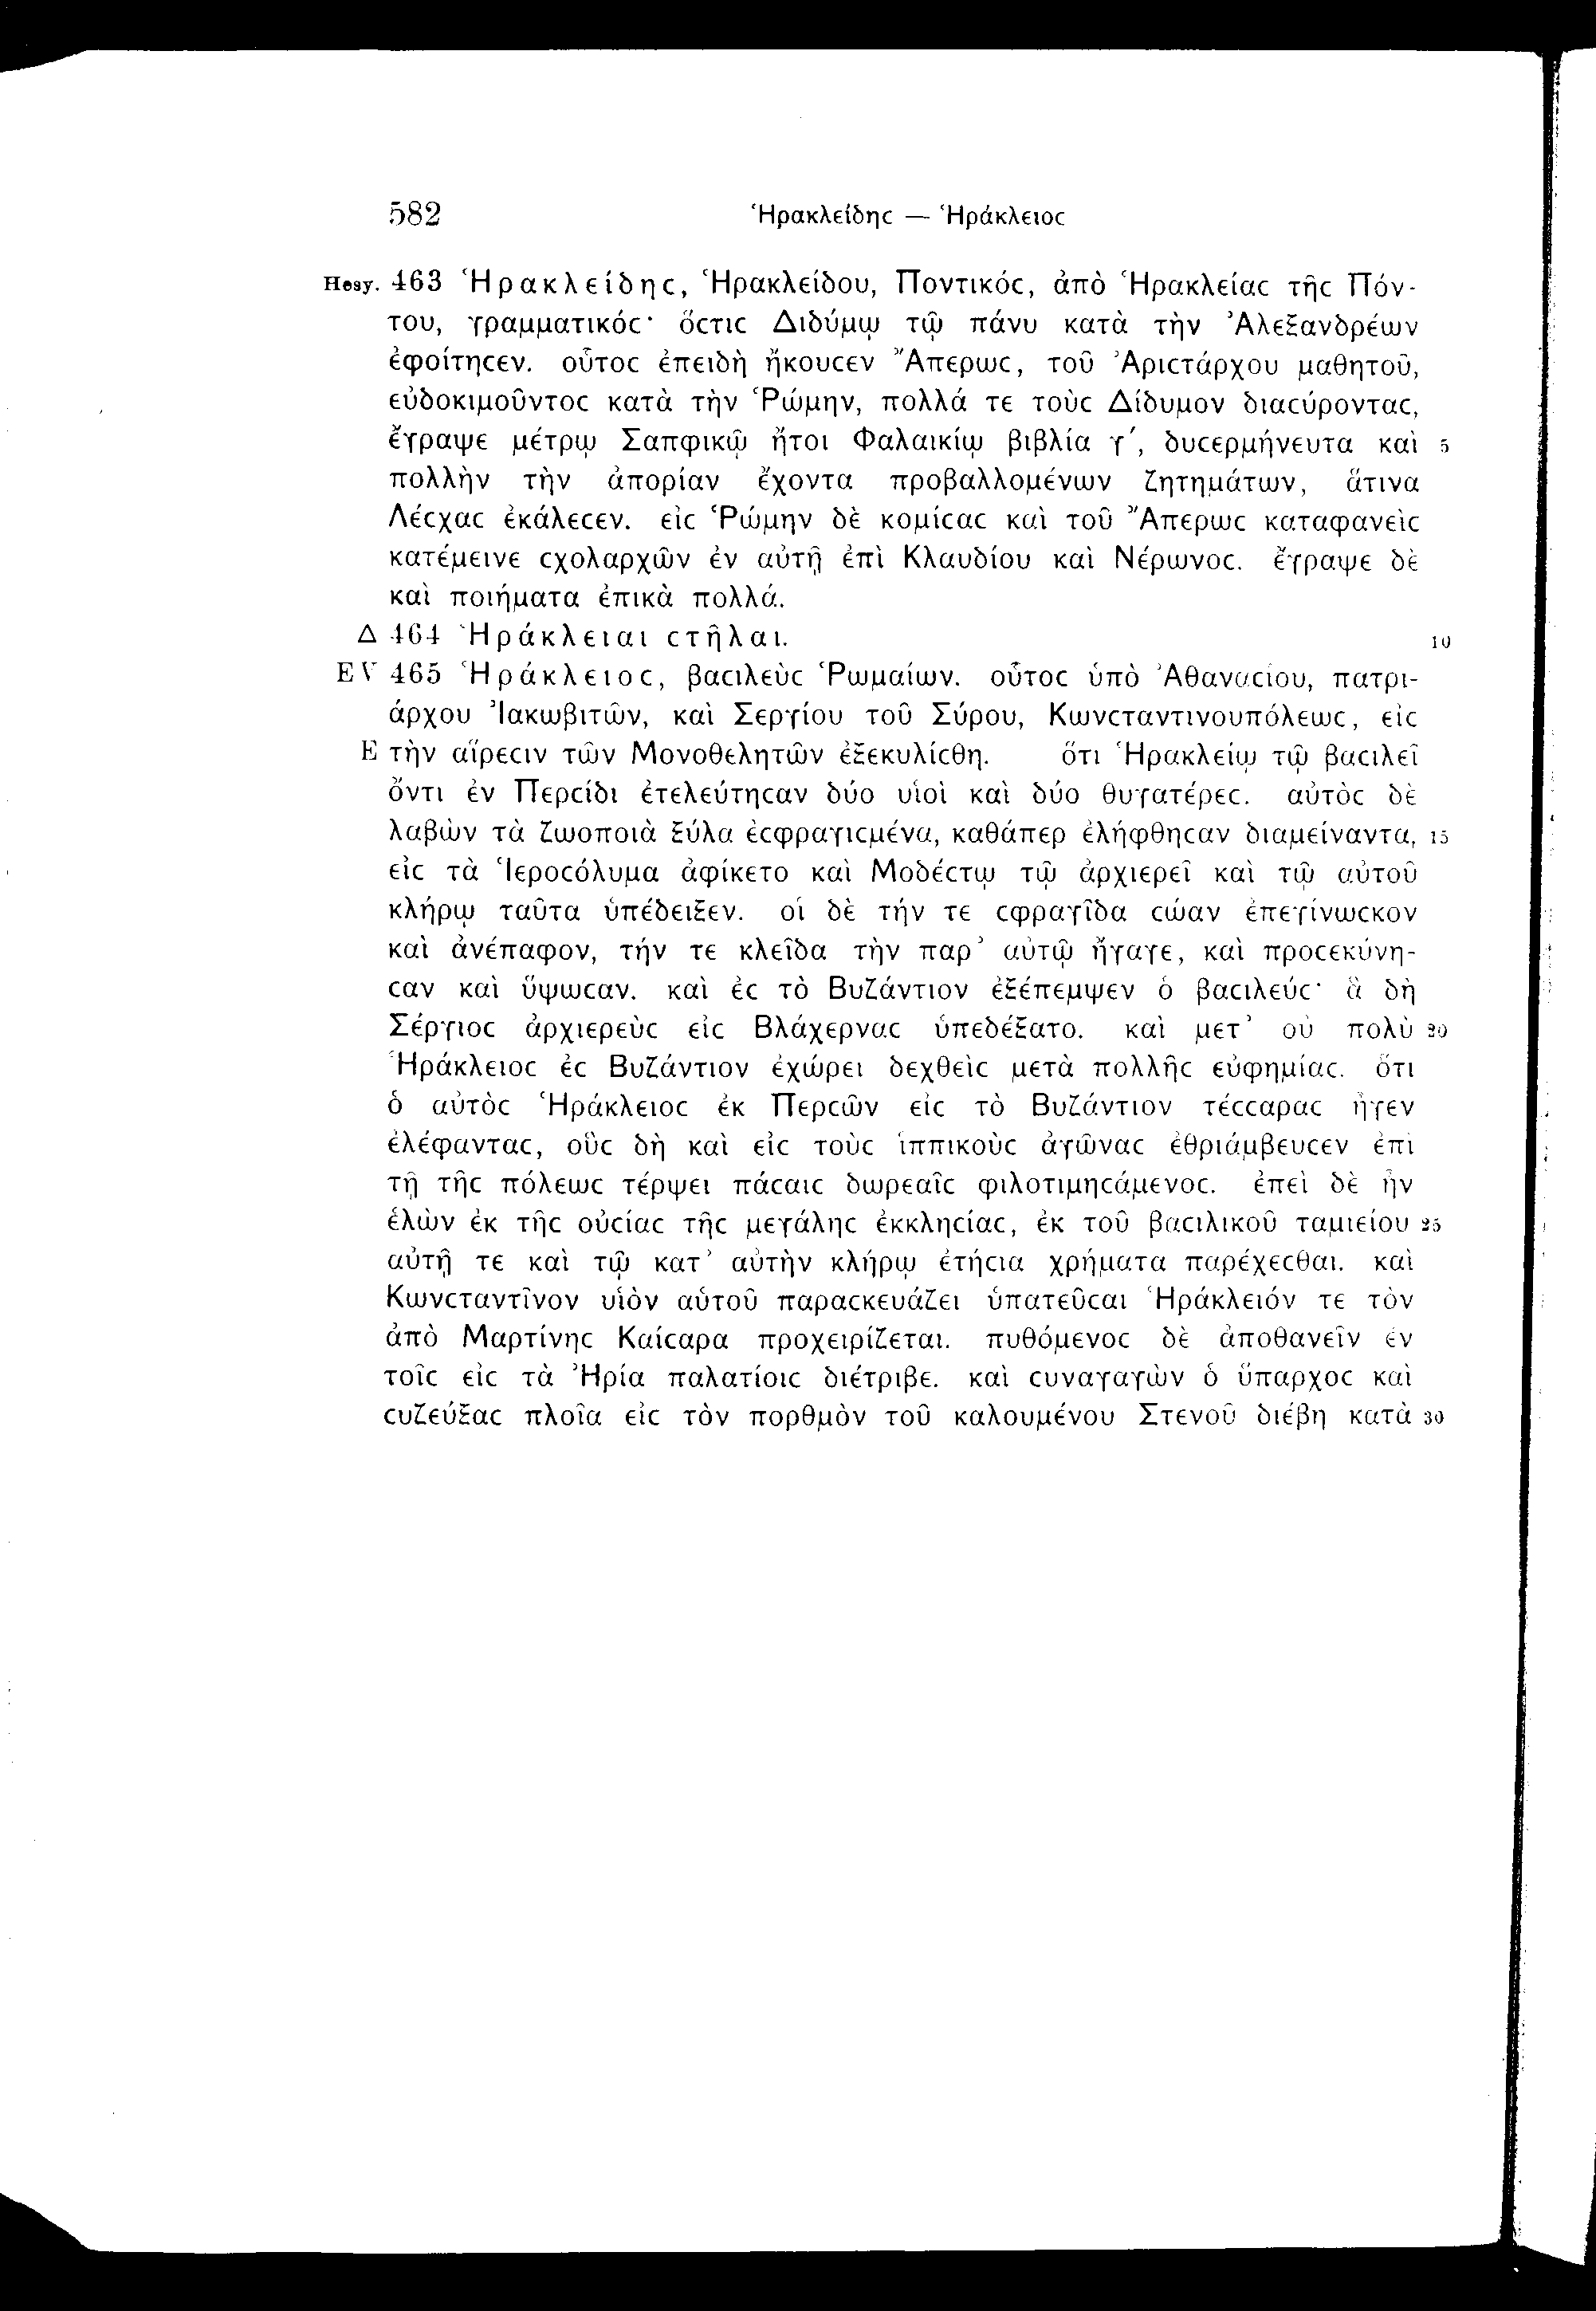 582 Ἡρακλείδηϲ — Ἡράκλειοϲ
Hesy. 463 Ἡρακλείδηϲ, Ἡρακλείδου, Ποντικόϲ, ἀπὸ Ἡρακλείαϲ τῆϲ Πόν-
του, γραμματικόϲ· ὅϲτιϲ Διδύμῳ τῷ πάνυ κατὰ τὴν Ἀλεξανδρέων
ἐφοίτηϲεν. οὗτοϲ ἐπειδὴ ἤκουϲεν Ἄπερωϲ, τοῦ Ἀριϲτάρχου μαθητοῦ,
εὐδοκιμοῦντοϲ κατὰ τὴν Ῥώμην, πολλά τε τοὺϲ Δίδυμον διαϲύρονταϲ,
ἔγραψε μέτρῳ Σαπφικῷ ἤτοι Φαλαικίῳ βιβλία γ΄, δυϲερμήνευτα καὶ 5
πολλὴν τὴν ἀπορίαν ἔχοντα προβαλλομένων ζητημάτων, ἅτινα
Λέϲχαϲ ἐκάλεϲεν. εἰϲ Ῥώμην δὲ κομίϲαϲ καὶ τοῦ Ἄπερωϲ καταφανεὶϲ
κατέμεινε ϲχολαρχῶν ἐν αὐτῇ ἐπὶ Κλαυδίου καὶ Νέρωνοϲ. ἔγραψε δὲ
καὶ ποιήματα ἐπικὰ πολλά.
Δ 464 Ἡράκλειαι ϲτῆλαι. 10
EV 465 Ἡράκλειοϲ, βαϲιλεὺϲ Ῥωμαίων. οὗτοϲ ὑπὸ Ἀθαναϲίου, πατρι-
άρχου Ἰακωβιτῶν, καὶ Σεργίου τοῦ Σύρου, Κωνϲταντινουπόλεωϲ, εἰϲ
E τὴν αἵρεϲιν τῶν Μονοθελητῶν ἐξεκυλίϲθη. ὅτι Ἡρακλείῳ τῷ βαϲιλεῖ
ὄντι ἐν Περϲίδι ἐτελεύτηϲαν δύο υἱοὶ καὶ δύο θυγατέρεϲ. αὐτὸϲ δὲ
λαβὼν τὰ ζωοποιὰ ξύλα ἐϲφραγιϲμένα, καθάπερ ἐλήφθηϲαν διαμείναντα, 15
εἰϲ τὰ Ἱεροϲόλυμα ἀφίκετο καὶ Μοδέϲτῳ τῷ ἀρχιερεῖ καὶ τῷ αὐτοῦ
κλήρῳ ταῦτα ὑπέδειξεν. οἱ δὲ τήν τε ϲφραγῖδα ϲώαν ἐπεγίνωϲκον
καὶ ἀνέπαφον, τήν τε κλεῖδα τὴν παρ᾽ αὐτῷ ἤγαγε, καὶ προϲεκύνη-
ϲαν καὶ ὕψωϲαν. καὶ ἐϲ τὸ Βυζάντιον ἐξέπεμψεν ὁ βαϲιλεύϲ· ἃ δὴ
Σέργιοϲ ἀρχιερεὺϲ εἰϲ Βλάχερναϲ ὑπεδέξατο. καὶ μετ᾽ οὐ πολὺ 20
Ἡράκλειοϲ ἐϲ Βυζάντιον ἐχώρει δεχθεὶϲ μετὰ πολλῆϲ εὐφημίαϲ. ὅτι
ὁ αὐτὸϲ Ἡράκλειοϲ ἐκ Περϲῶν εἰϲ τὸ Βυζάντιον τέϲϲαραϲ ἦγεν
ἐλέφανταϲ, οὓϲ δὴ καὶ εἰϲ τοὺϲ ἱππικοὺϲ ἀγῶναϲ ἐθριάμβευϲεν ἐπὶ
τῇ τῆϲ πόλεωϲ τέρψει πάϲαιϲ δωρεαῖϲ φιλοτιμηϲάμενοϲ. ἐπεὶ δὲ ἦν
ἑλὼν ἐκ τῆϲ οὐϲίαϲ τῆϲ μεγάληϲ ἐκκληϲίαϲ, ἐκ τοῦ βαϲιλικοῦ ταμιείου 25
αὐτῇ τε καὶ τῷ κατ᾽ αὐτὴν κλήρῳ ἐτήϲια χρήματα παρέχεϲθαι. καὶ
Κωνϲταντῖνον υἱὸν αὑτοῦ παραϲκευάζει ὑπατεῦϲαι Ἡράκλειόν τε τὸν
ἀπὸ Μαρτίνηϲ Καίϲαρα προχειρίζεται. πυθόμενοϲ δὲ ἀποθανεῖν ἐν
τοῖϲ εἰϲ τὰ Ἡρία παλατίοιϲ διέτριβε. καὶ ϲυναγαγὼν ὁ ὕπαρχοϲ καὶ
ϲυζεύξαϲ πλοῖα εἰϲ τὸν πορθμὸν τοῦ καλουμένου Στενοῦ διέβη κατὰ 30